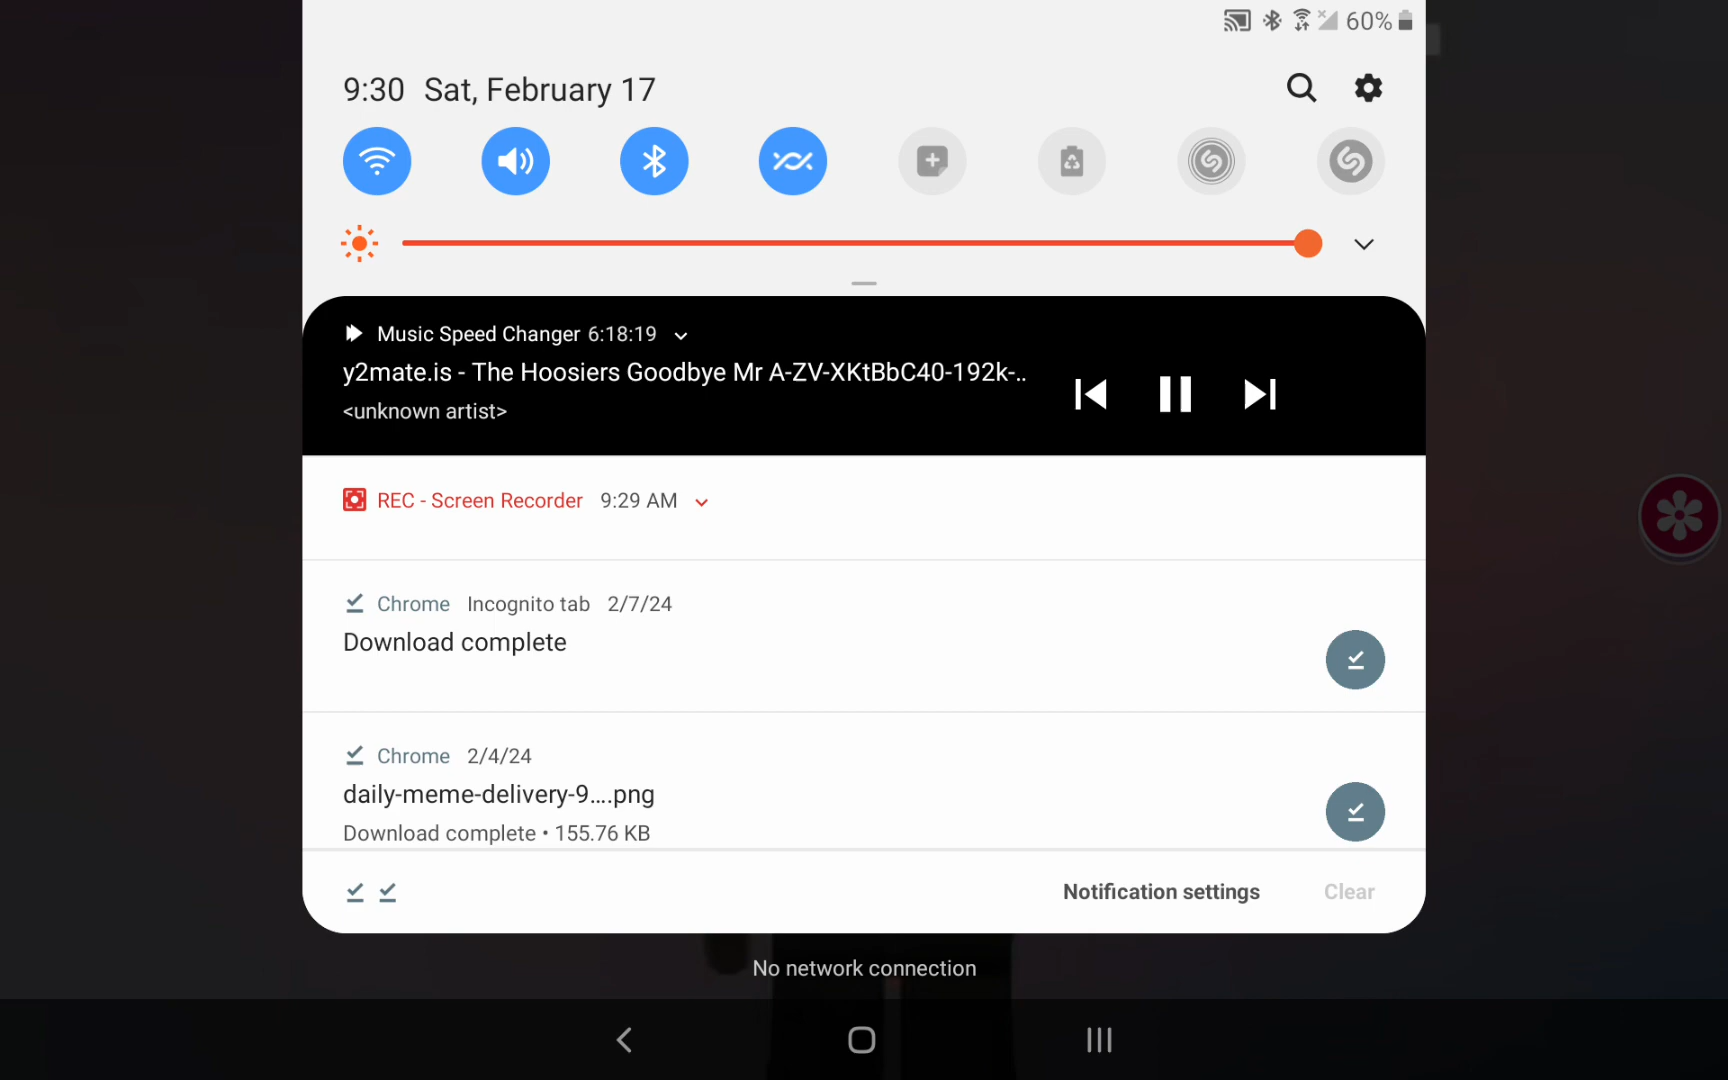 60%
9:30 Sat, February 17
Music Speed Changer 6:18:19
y2mate.is - The Hoosiers Goodbye Mr A-ZV-XKtBbC40-192k-..
<unknown artist>
REC - Screen Recorder 9:29 AM
Chrome Incognito tab 2/7/24
Download complete
Chrome 2/4/24
daily-meme-delivery-9....png
Download complete • 155.76 KB
Notification settings Clear
No network connection